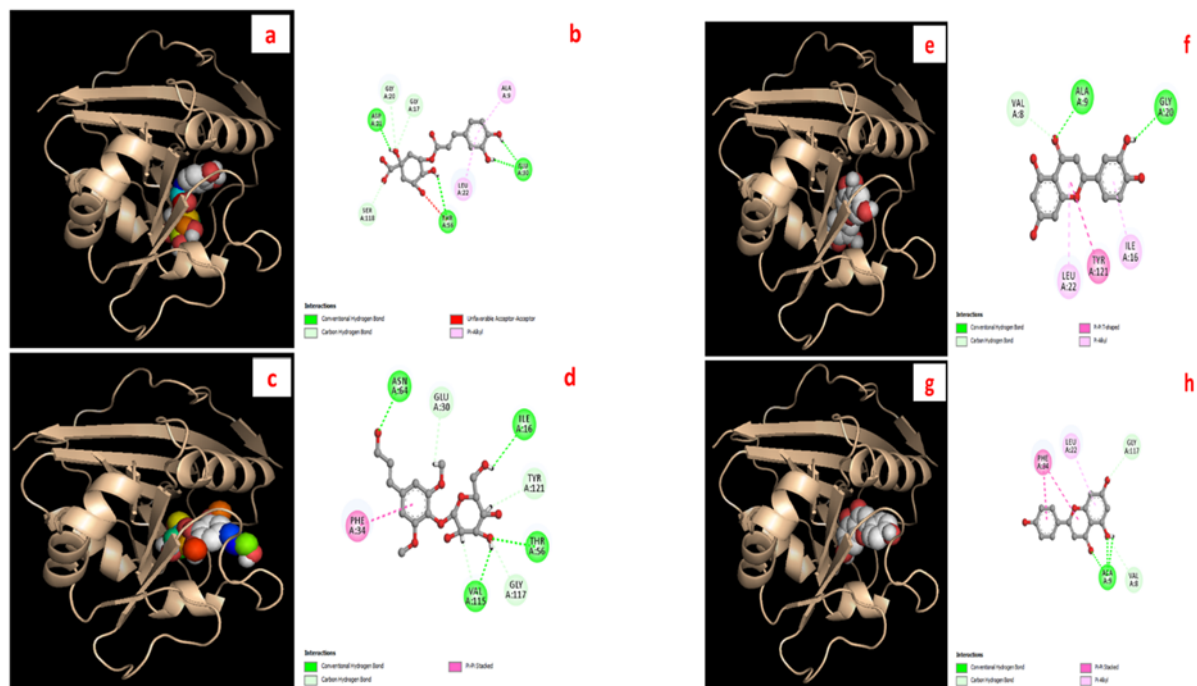 a
b
GLY
A:20
GLY
A:17
ALA
A:9
ASP
A:21
GLU
A:30
LEU
A:22
SER
A:118
THR
A:56
Interactions
Conventional Hydrogen Bond
Carbon Hydrogen Bond
Unfavorable Acceptor-Acceptor
Pi-Alkyl
c
d
ASN
A:64
GLU
A:30
ILE
A:16
TYR
A:121
PHE
A:34
THR
A:56
VAL
A:115
GLY
A:117
Interactions
Conventional Hydrogen Bond
Carbon Hydrogen Bond
Pi-Pi Stacked
e
f
VAL
A:8
ALA
A:9
GLY
A:20
LEU
A:22
TYR
A:121
ILE
A:16
Interactions
Conventional Hydrogen Bond
Carbon Hydrogen Bond
Pi-Pi T-shaped
Pi-Alkyl
g
h
PHE
A:34
LEU
A:22
GLY
A:117
ALA
A:9
VAL
A:8
Interactions
Conventional Hydrogen Bond
Carbon Hydrogen Bond
Pi-Pi Stacked
Pi-Alkyl